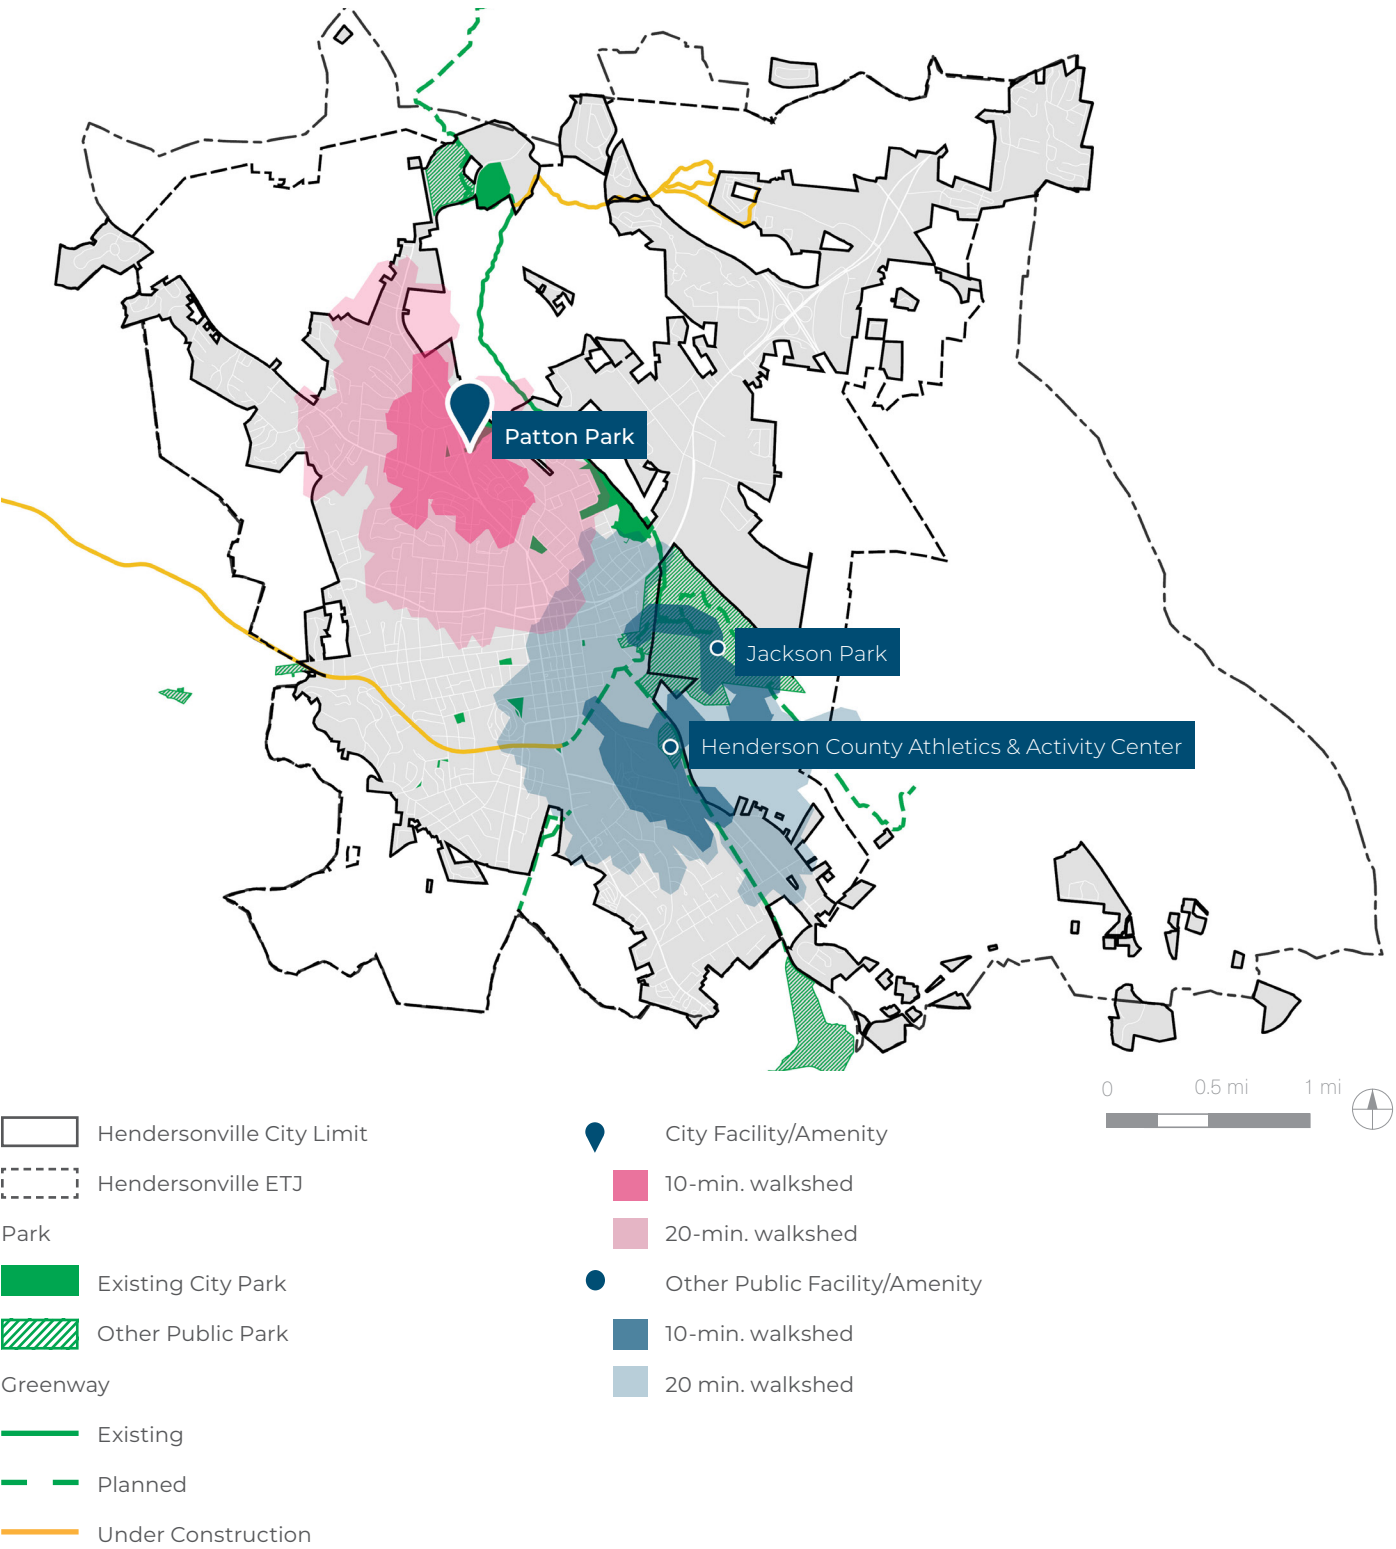 Patton Park
Jackson Park
Henderson County Athletics & Activity Center
0 0.5 mi 1 mi
Hendersonville City Limit
Hendersonville ETJ
Park
Existing City Park
Other Public Park
Greenway
Existing
Planned
Under Construction
City Facility/Amenity
10-min. walkshed
20-min. walkshed
Other Public Facility/Amenity
10-min. walkshed
20 min. walkshed